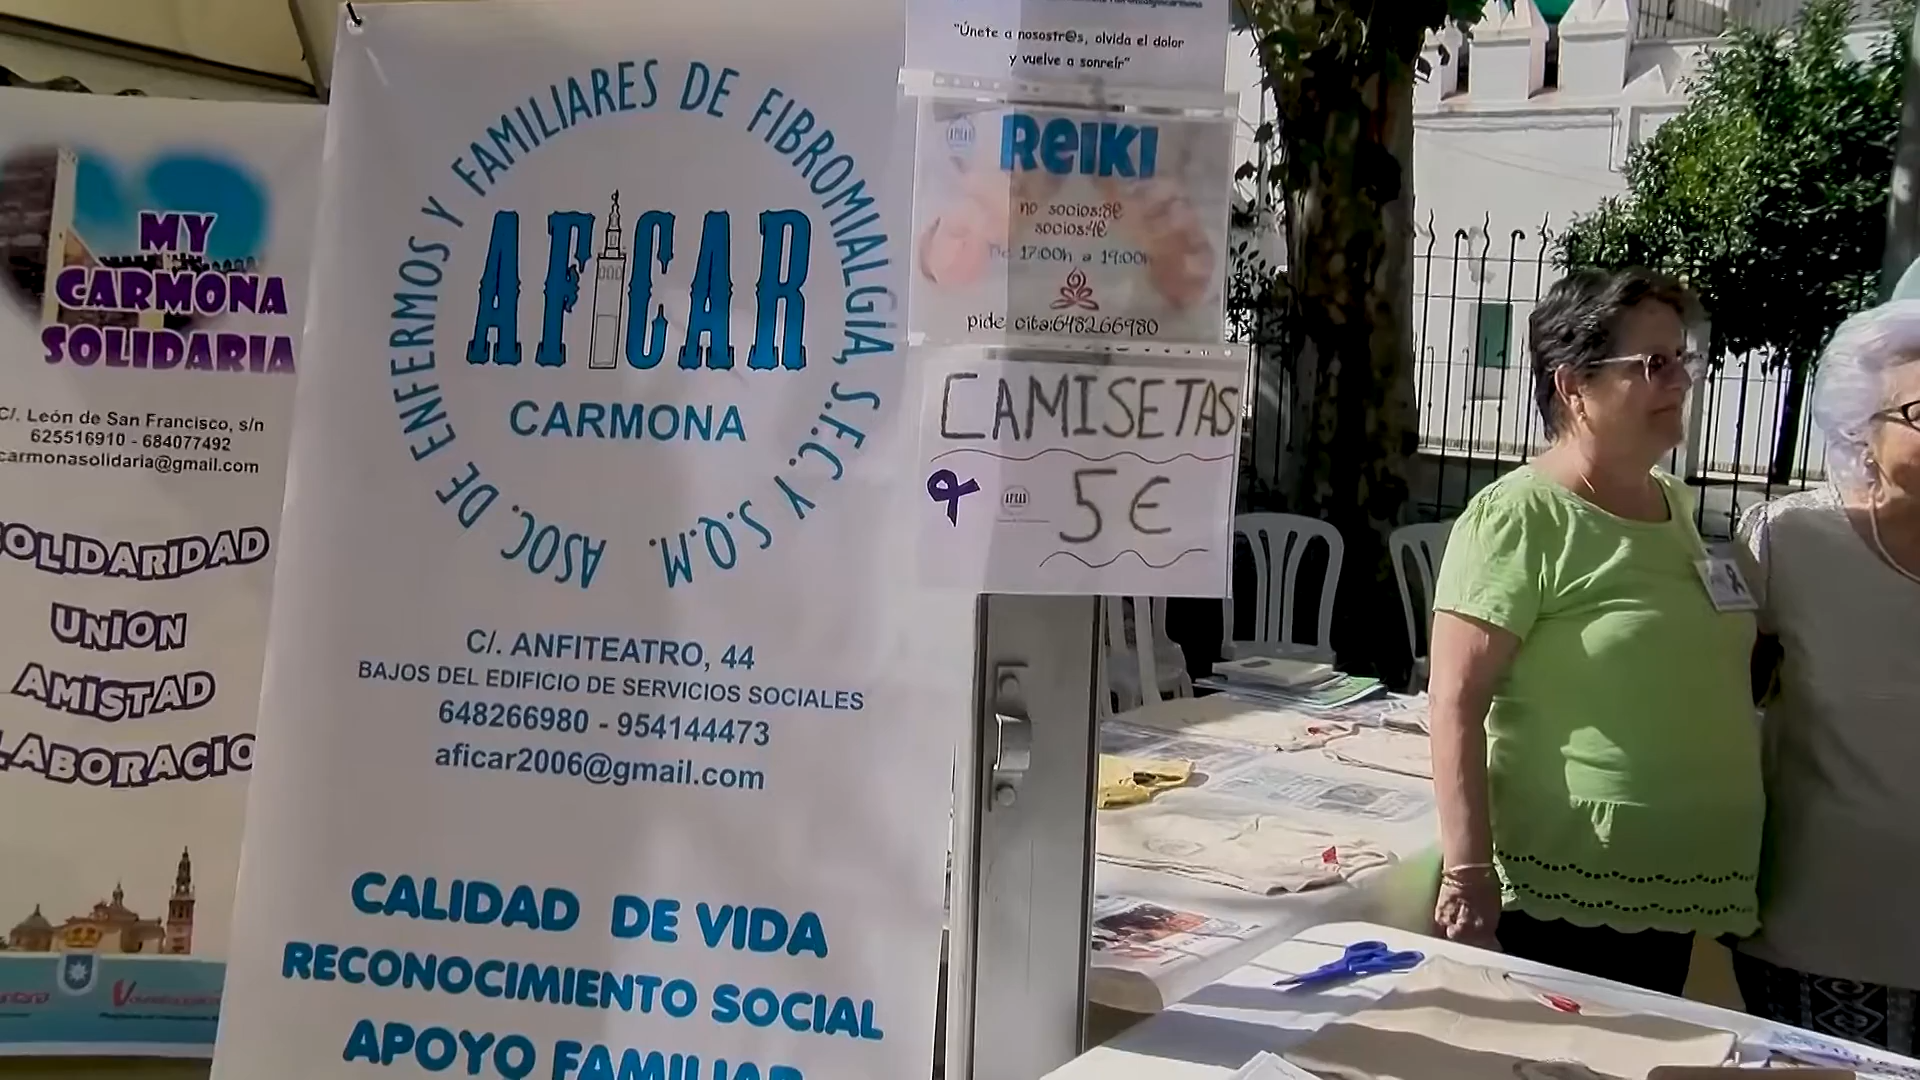 MY
CARMONA
SOLIDARIA
C/. León de San Francisco, s/n
625516910 - 684077492
carmonasolidaria@gmail.com
SOLIDARIDAD
UNION
AMISTAD
ASOC. DE ENFERMOS Y FAMILIARES DE FIBROMIALGIA, S.F.C. Y S.Q.M.
AFICAR
CARMONA
C/. ANFITEATRO, 44
BAJOS DEL EDIFICIO DE SERVICIOS SOCIALES
648266980 - 954144473
aficar2006@gmail.com
CALIDAD DE VIDA
RECONOCIMIENTO SOCIAL
APOYO FAMILIAR
"Únete a nosostr@s, olvida el dolor
y vuelve a sonreír"
AFICAR
REIKI
no socios:8€
socios:4€
De 17:00h a 19:00h
pide cita:648266980
CAMISETAS
AFICAR
5€